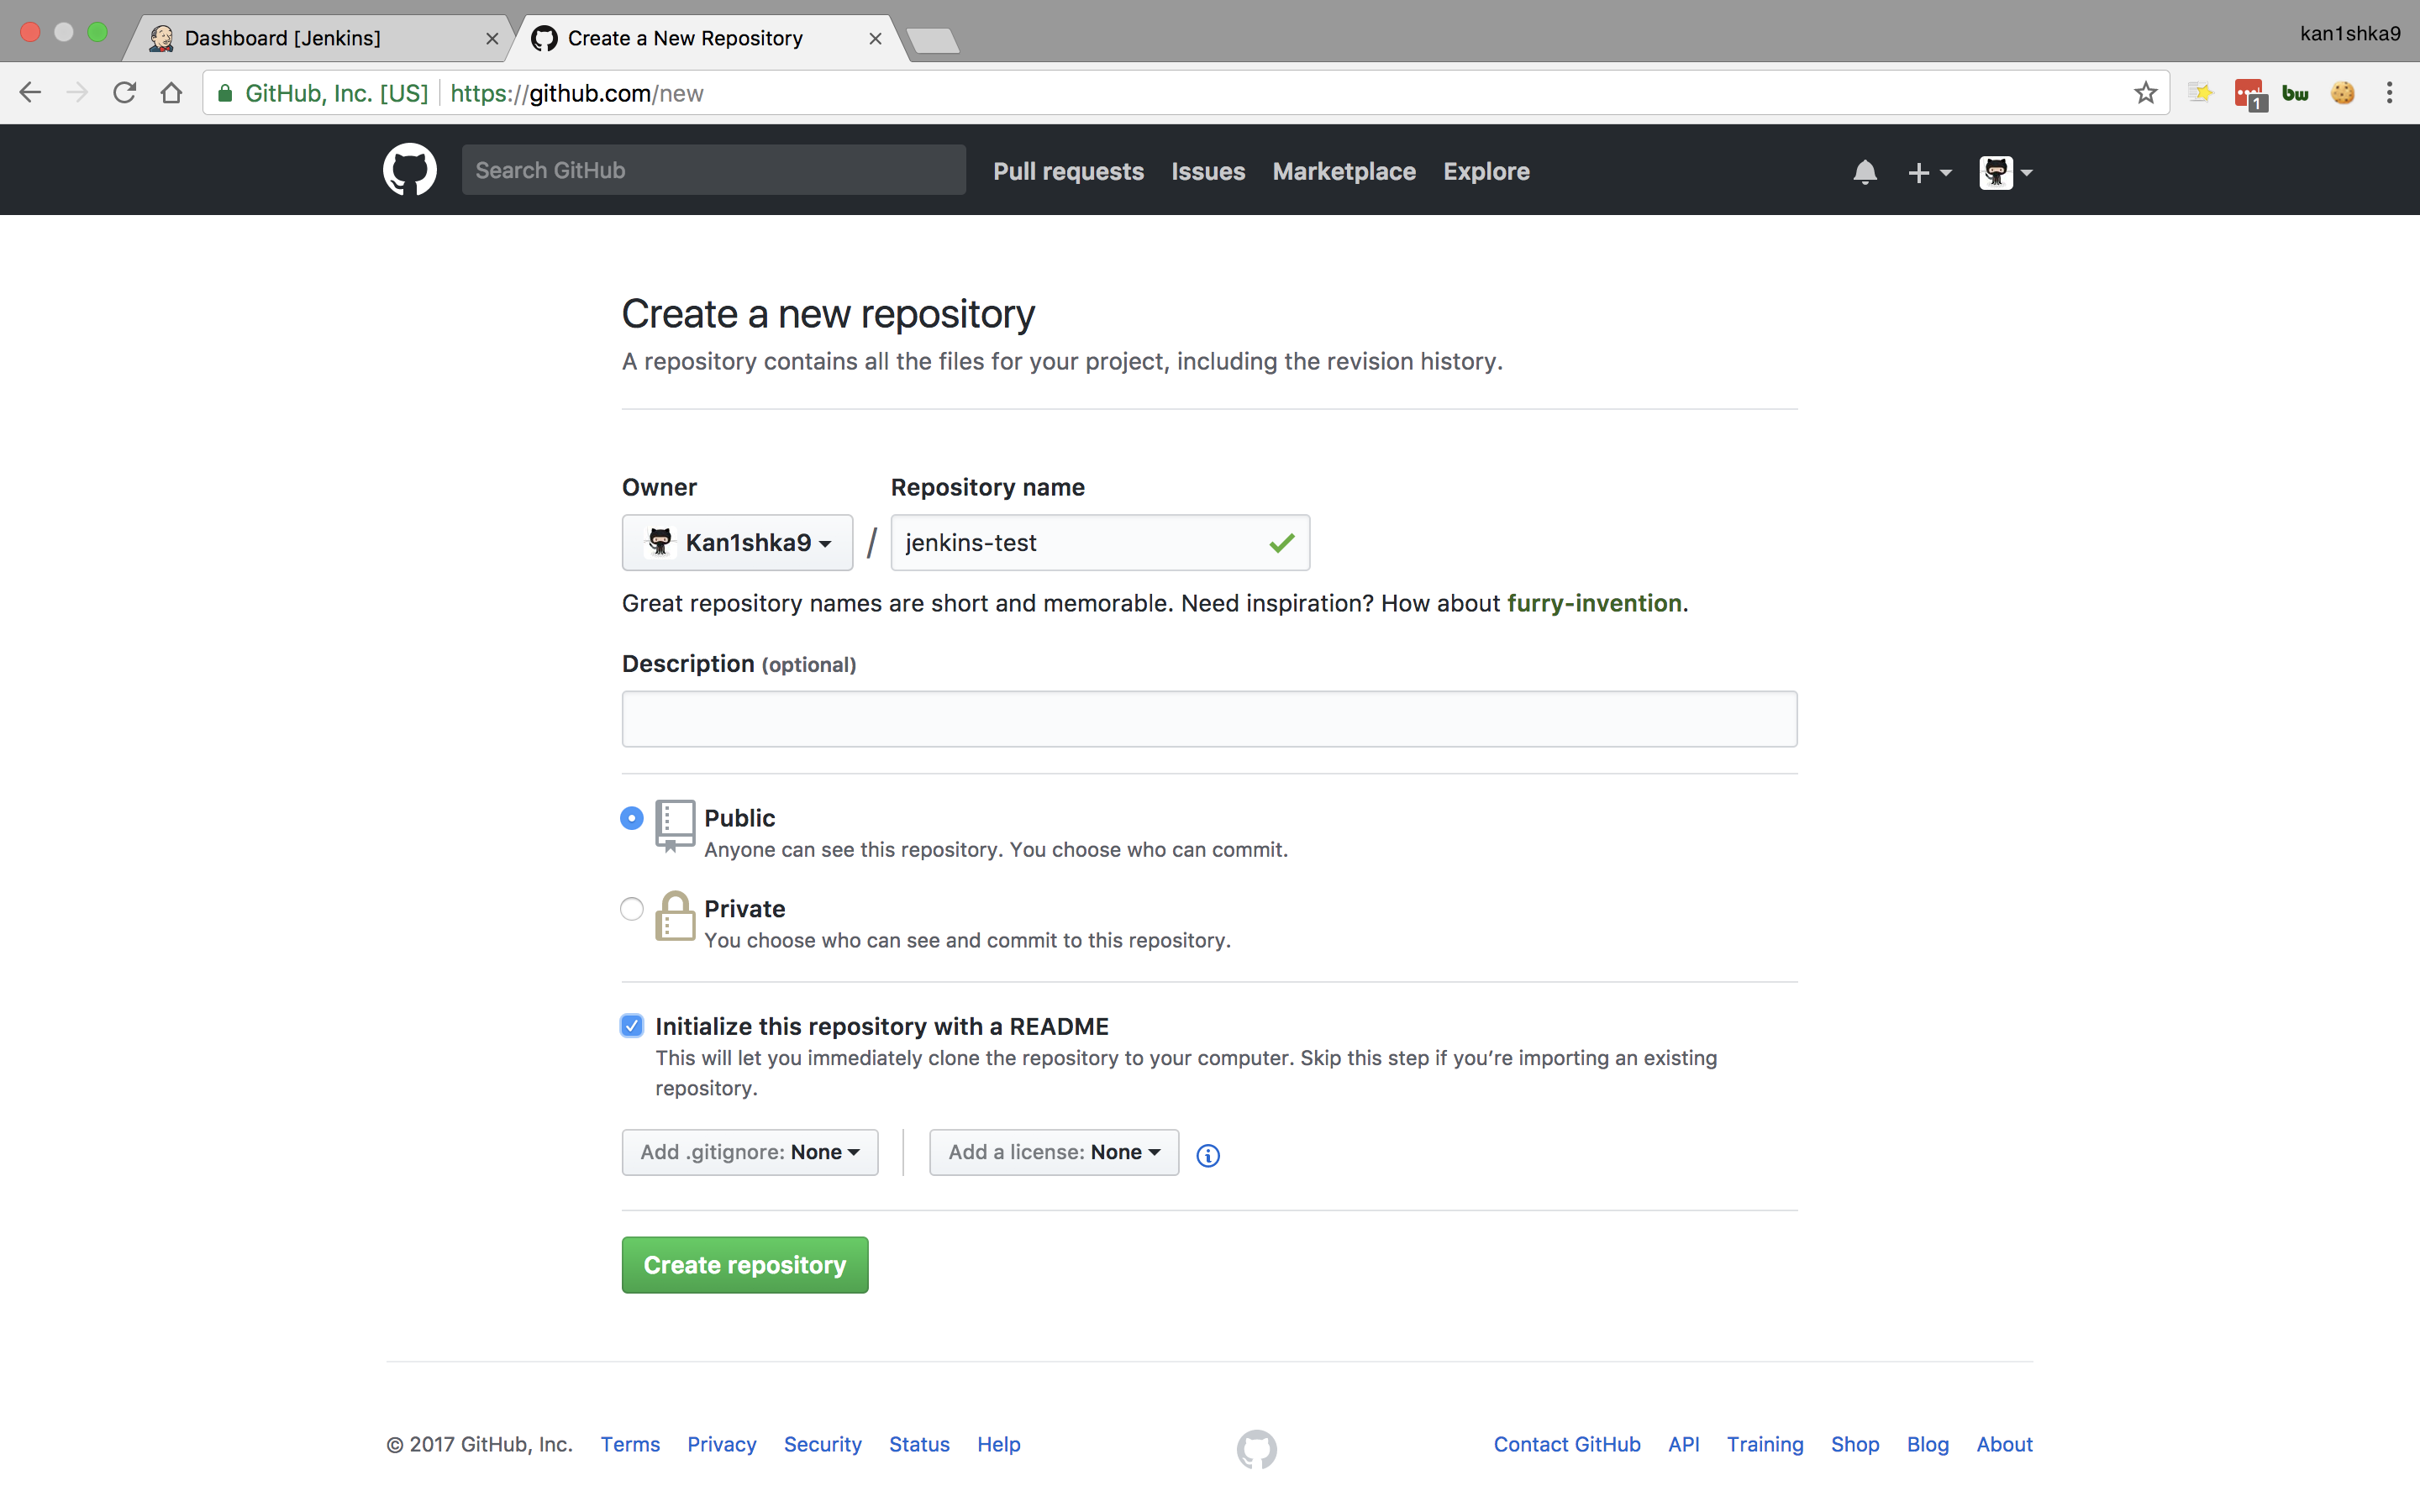 Dashboard [Jenkins]
Create a New Repository
kan1shka9
GitHub, Inc. [US]
https://github.com/new
1
bw
Search GitHub
Pull requests
Issues
Marketplace
Explore
Create a new repository
A repository contains all the files for your project, including the revision history.
Owner
Repository name
Kan1shka9
/
jenkins-test
Great repository names are short and memorable. Need inspiration? How about furry-invention.
Description (optional)
Public
Anyone can see this repository. You choose who can commit.
Private
You choose who can see and commit to this repository.
Initialize this repository with a README
This will let you immediately clone the repository to your computer. Skip this step if you’re importing an existing
repository.
Add .gitignore: None
Add a license: None
Create repository
© 2017 GitHub, Inc.
Terms
Privacy
Security
Status
Help
Contact GitHub
API
Training
Shop
Blog
About